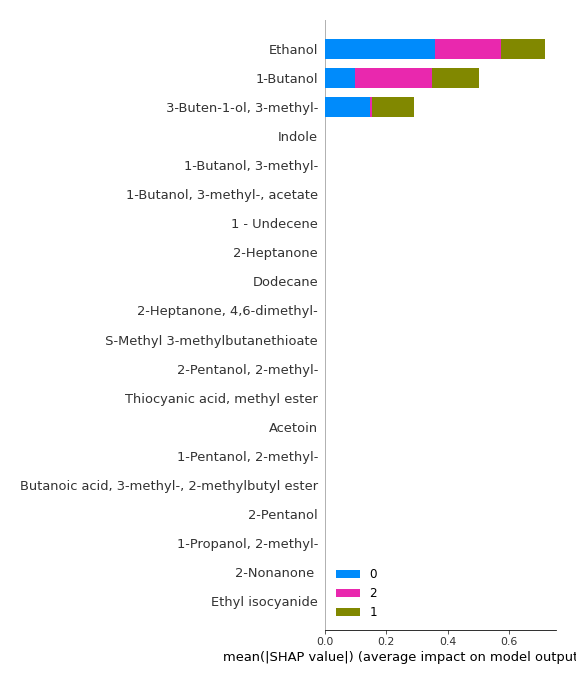 Ethanol
1-Butanol
3-Buten-1-ol, 3-methyl-
Indole
1-Butanol, 3-methyl-
1-Butanol, 3-methyl-, acetate
1 - Undecene
2-Heptanone
Dodecane
2-Heptanone, 4,6-dimethyl-
S-Methyl 3-methylbutanethioate
2-Pentanol, 2-methyl-
Thiocyanic acid, methyl ester
Acetoin
1-Pentanol, 2-methyl-
Butanoic acid, 3-methyl-, 2-methylbutyl ester
2-Pentanol
1-Propanol, 2-methyl-
2-Nonanone
Ethyl isocyanide
0
2
1
0.0 0.2 0.4 0.6
mean(|SHAP value|) (average impact on model output